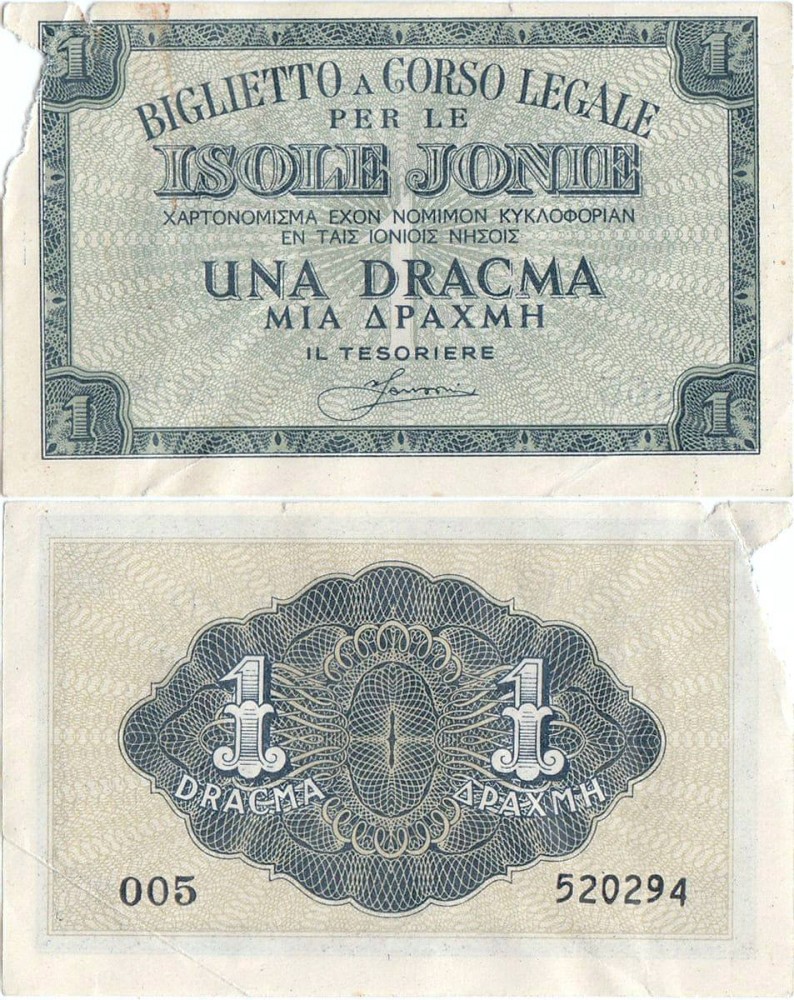 1 1
BIGLIETTO A CORSO LEGALE
PER LE
ISOLE JONIE
ΧΑΡΤΟΝΟΜΙΣΜΑ ΕΧΟΝ ΝΟΜΙΜΟΝ ΚΥΚΛΟΦΟΡΙΑΝ
ΕΝ ΤΑΙΣ ΙΟΝΙΟΙΣ ΝΗΣΟΙΣ
UNA DRACMA
ΜΙΑ ΔΡΑΧΜΗ
IL TESORIERE
1 1
1 1
DRACMA ΔΡΑΧΜΗ
005 520294